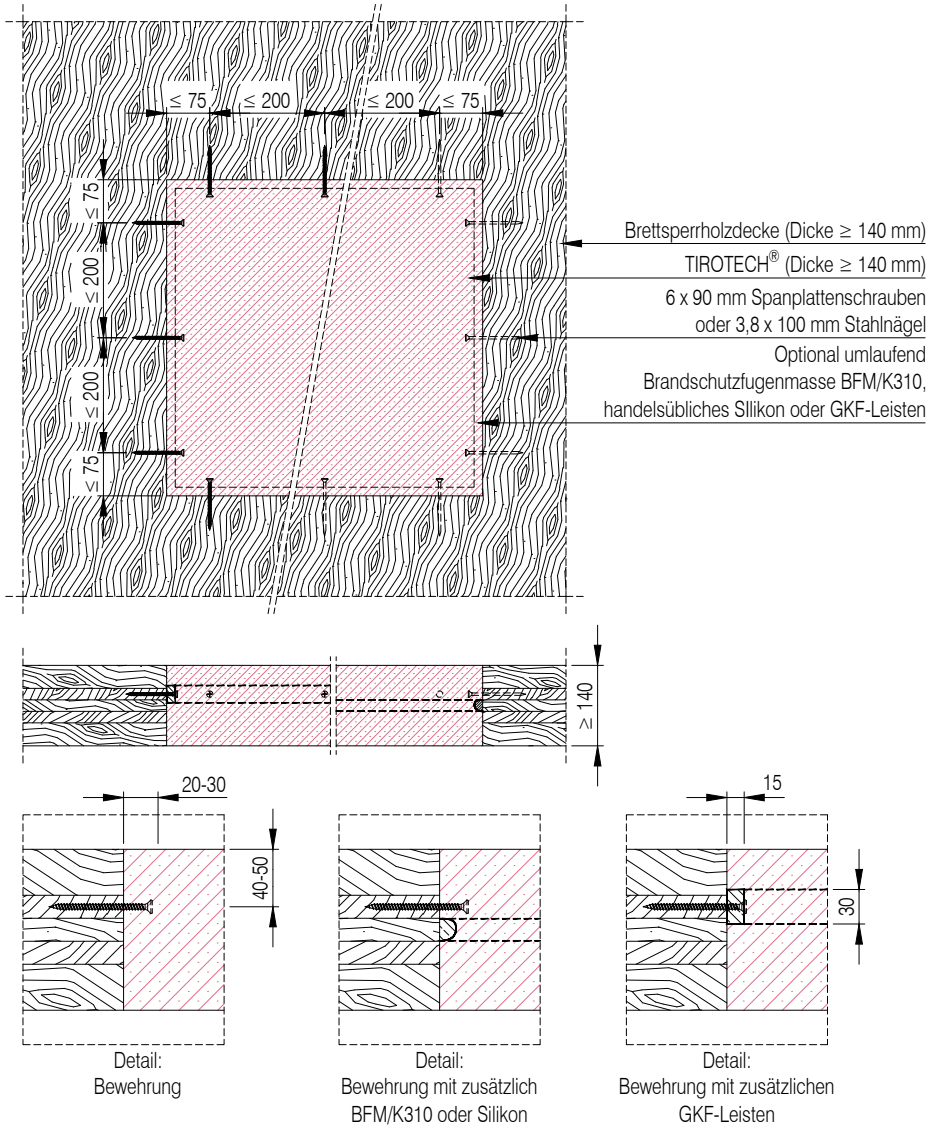 ≤ 75
≤ 200
≤ 200
≤ 75
≤ 75
≤ 200
≤ 200
≤ 75
Brettsperrholzdecke (Dicke ≥ 140 mm)
TIROTECH® (Dicke ≥ 140 mm)
6 x 90 mm Spanplattenschrauben
oder 3,8 x 100 mm Stahlnägel
Optional umlaufend
Brandschutzfugenmasse BFM/K310,
handelsübliches SIlikon oder GKF-Leisten
≥ 140
20-30
40-50
15
30
Detail:
Bewehrung
Detail:
Bewehrung mit zusätzlich
BFM/K310 oder Silikon
Detail:
Bewehrung mit zusätzlichen
GKF-Leisten